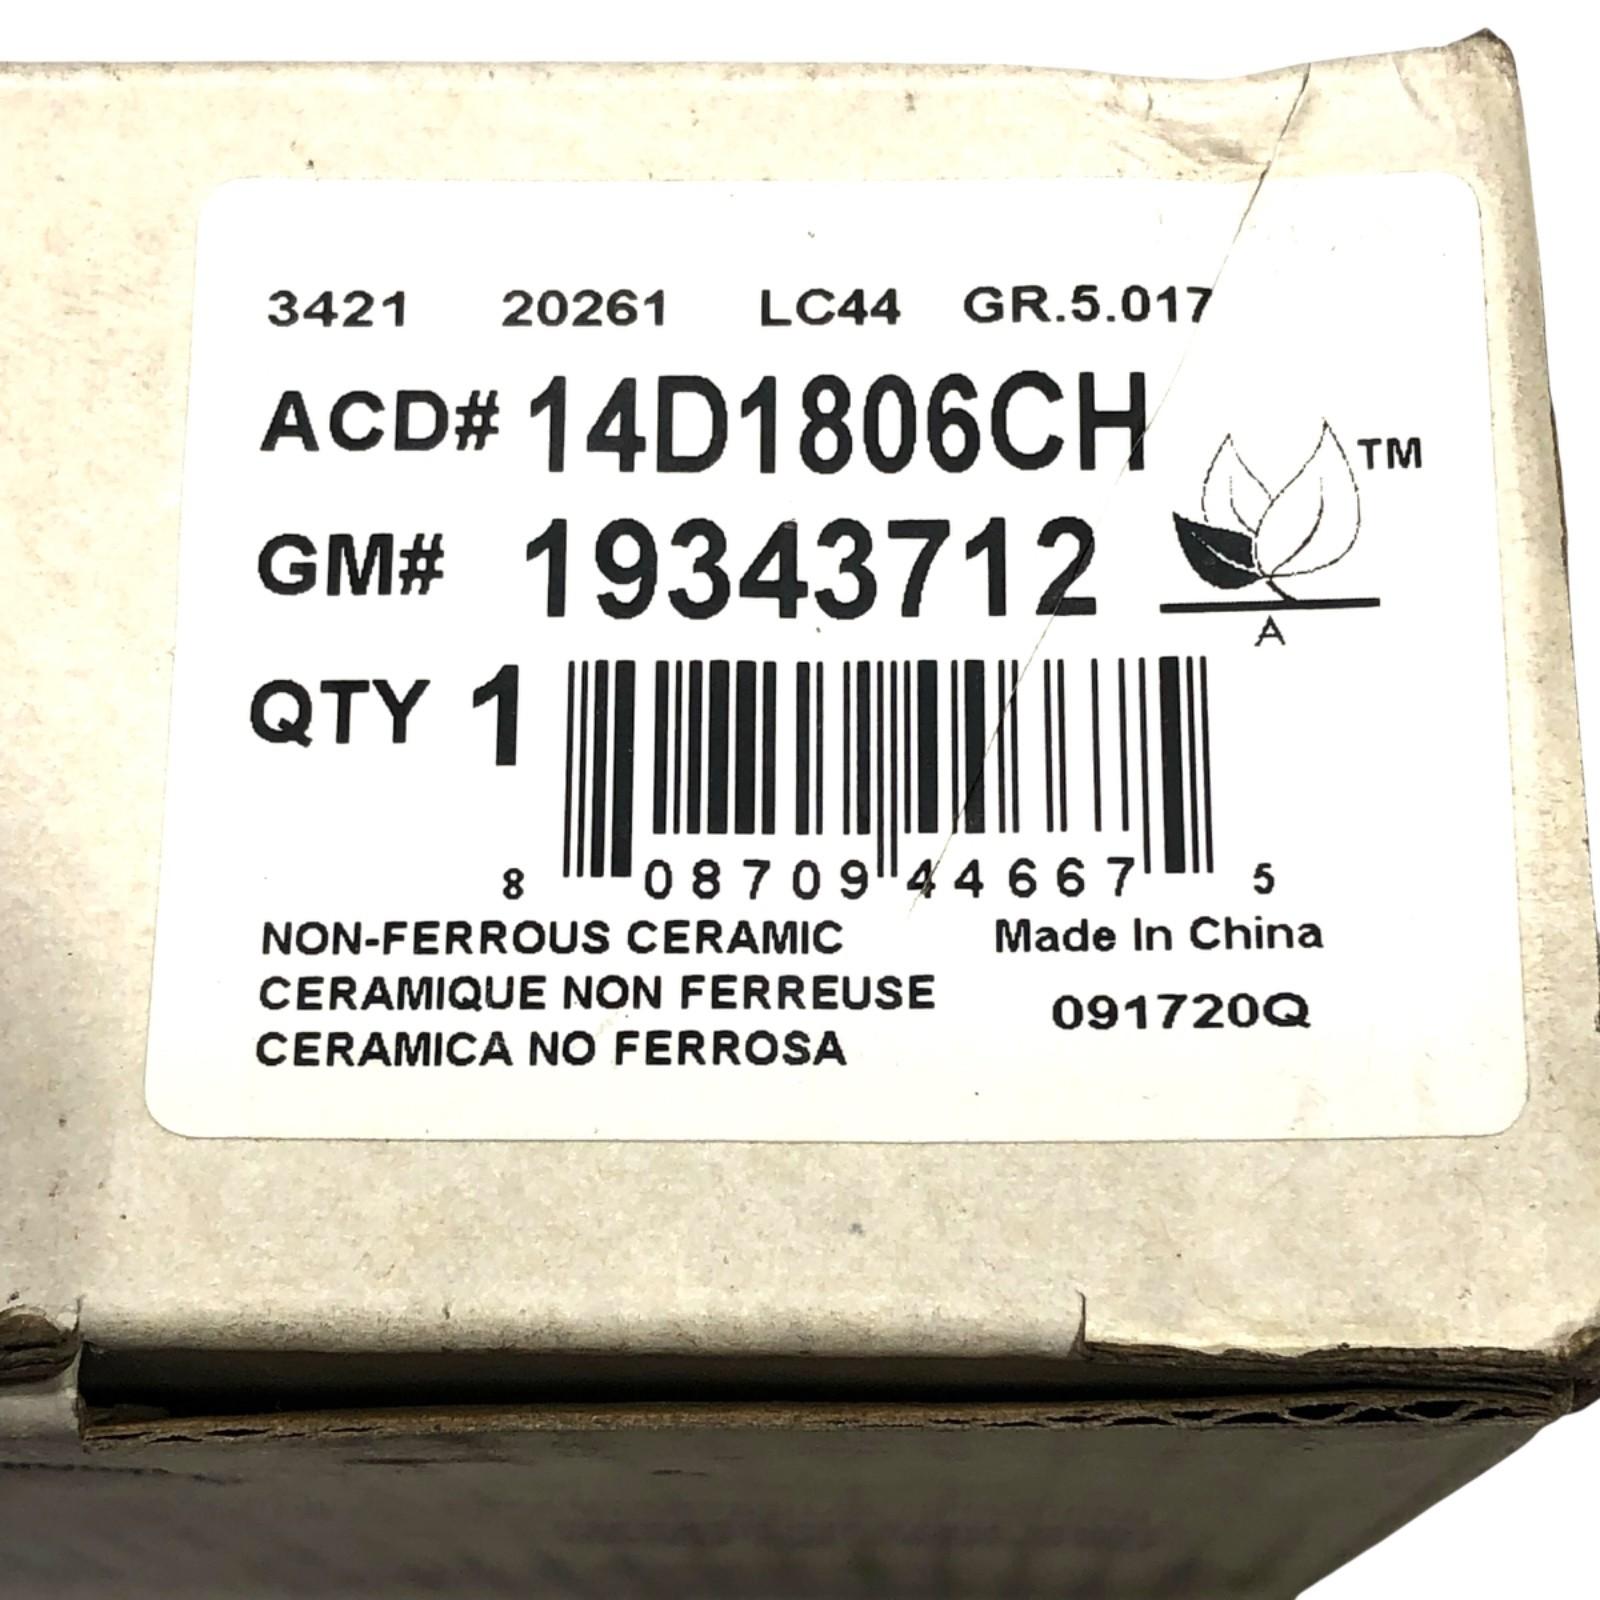 3421 20261 LC44 GR.5.017
ACD# 14D1806CH
TM
GM# 19343712
A
QTY 1
8 08709 44667 5
NON-FERROUS CERAMIC
Made In China
CERAMIQUE NON FERREUSE
091720Q
CERAMICA NO FERROSA